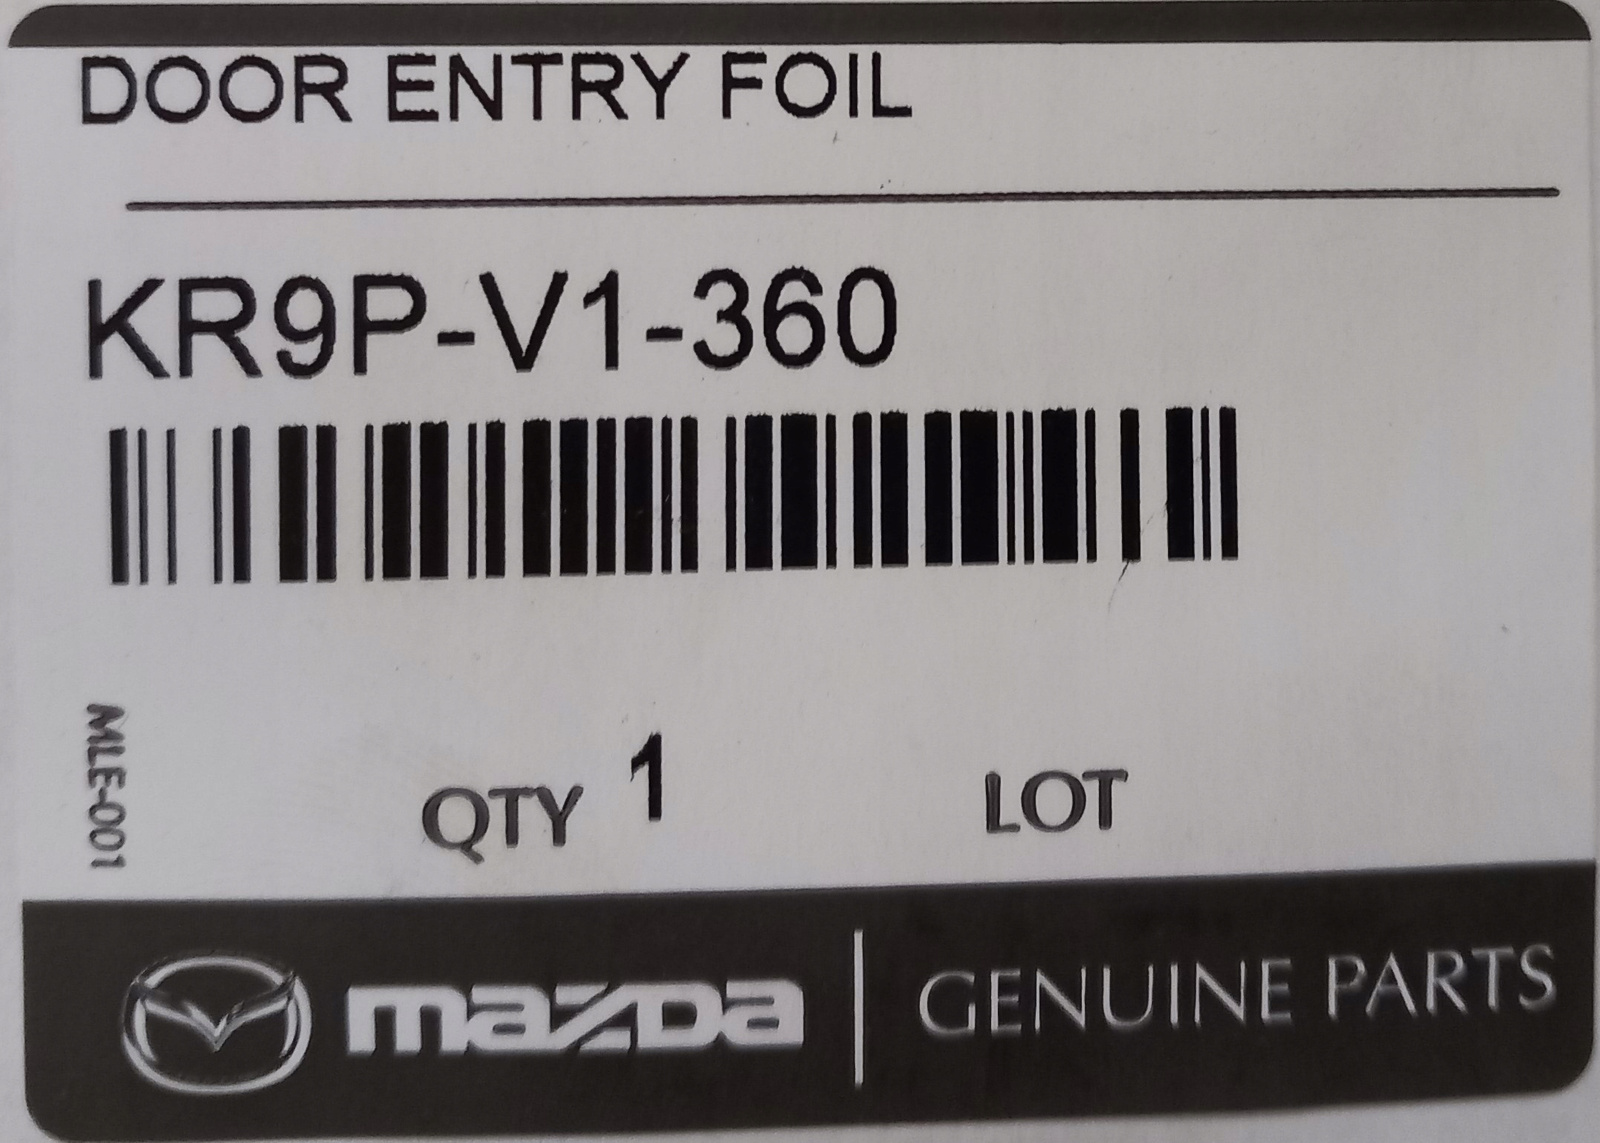 DOOR ENTRY FOIL
KR9P-V1-360
MLE-001
QTY 1 LOT
mazda GENUINE PARTS